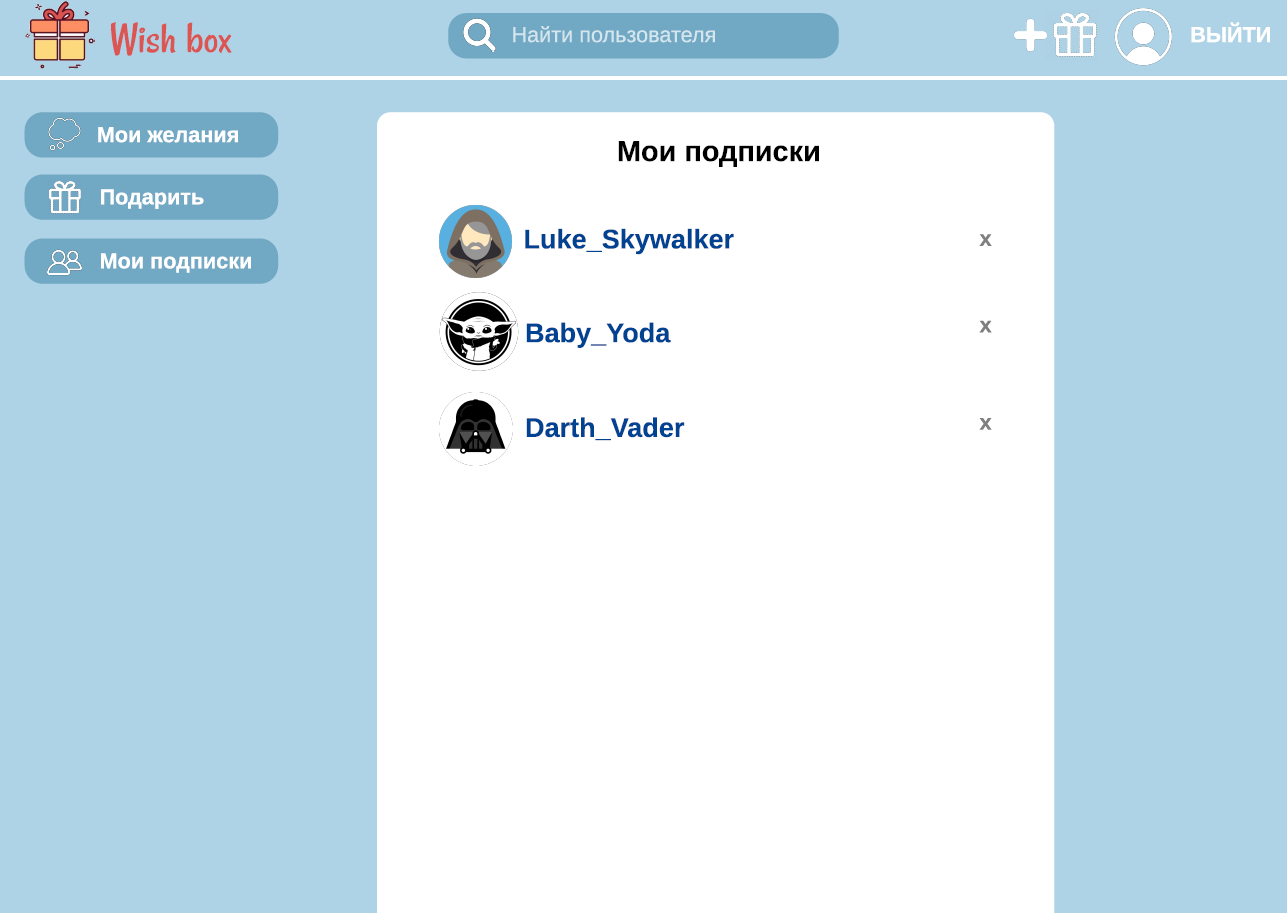 Wish box
Найти пользователя
ВЫЙТИ
Мои желания
Подарить
Мои подписки
Мои подписки
Luke_Skywalker
x
Baby_Yoda
x
Darth_Vader
x